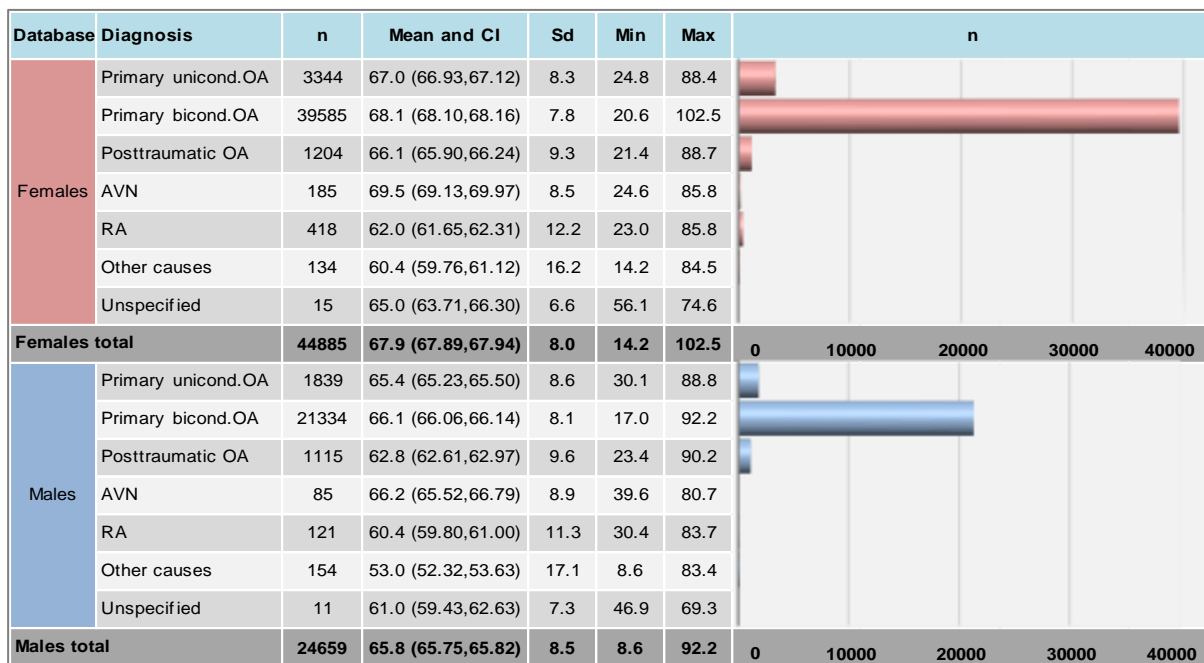 Database Diagnosis n Mean and CI Sd Min Max n
Primary unicond.OA 3344 67.0 (66.93,67.12) 8.3 24.8 88.4
Primary bicond.OA 39585 68.1 (68.10,68.16) 7.8 20.6 102.5
Posttraumatic OA 1204 66.1 (65.90,66.24) 9.3 21.4 88.7
Females AVN 185 69.5 (69.13,69.97) 8.5 24.6 85.8
RA 418 62.0 (61.65,62.31) 12.2 23.0 85.8
Other causes 134 60.4 (59.76,61.12) 16.2 14.2 84.5
Unspecified 15 65.0 (63.71,66.30) 6.6 56.1 74.6
Females total 44885 67.9 (67.89,67.94) 8.0 14.2 102.5 0 10000 20000 30000 40000
Primary unicond.OA 1839 65.4 (65.23,65.50) 8.6 30.1 88.8
Primary bicond.OA 21334 66.1 (66.06,66.14) 8.1 17.0 92.2
Posttraumatic OA 1115 62.8 (62.61,62.97) 9.6 23.4 90.2
Males AVN 85 66.2 (65.52,66.79) 8.9 39.6 80.7
RA 121 60.4 (59.80,61.00) 11.3 30.4 83.7
Other causes 154 53.0 (52.32,53.63) 17.1 8.6 83.4
Unspecified 11 61.0 (59.43,62.63) 7.3 46.9 69.3
Males total 24659 65.8 (65.75,65.82) 8.5 8.6 92.2 0 10000 20000 30000 40000